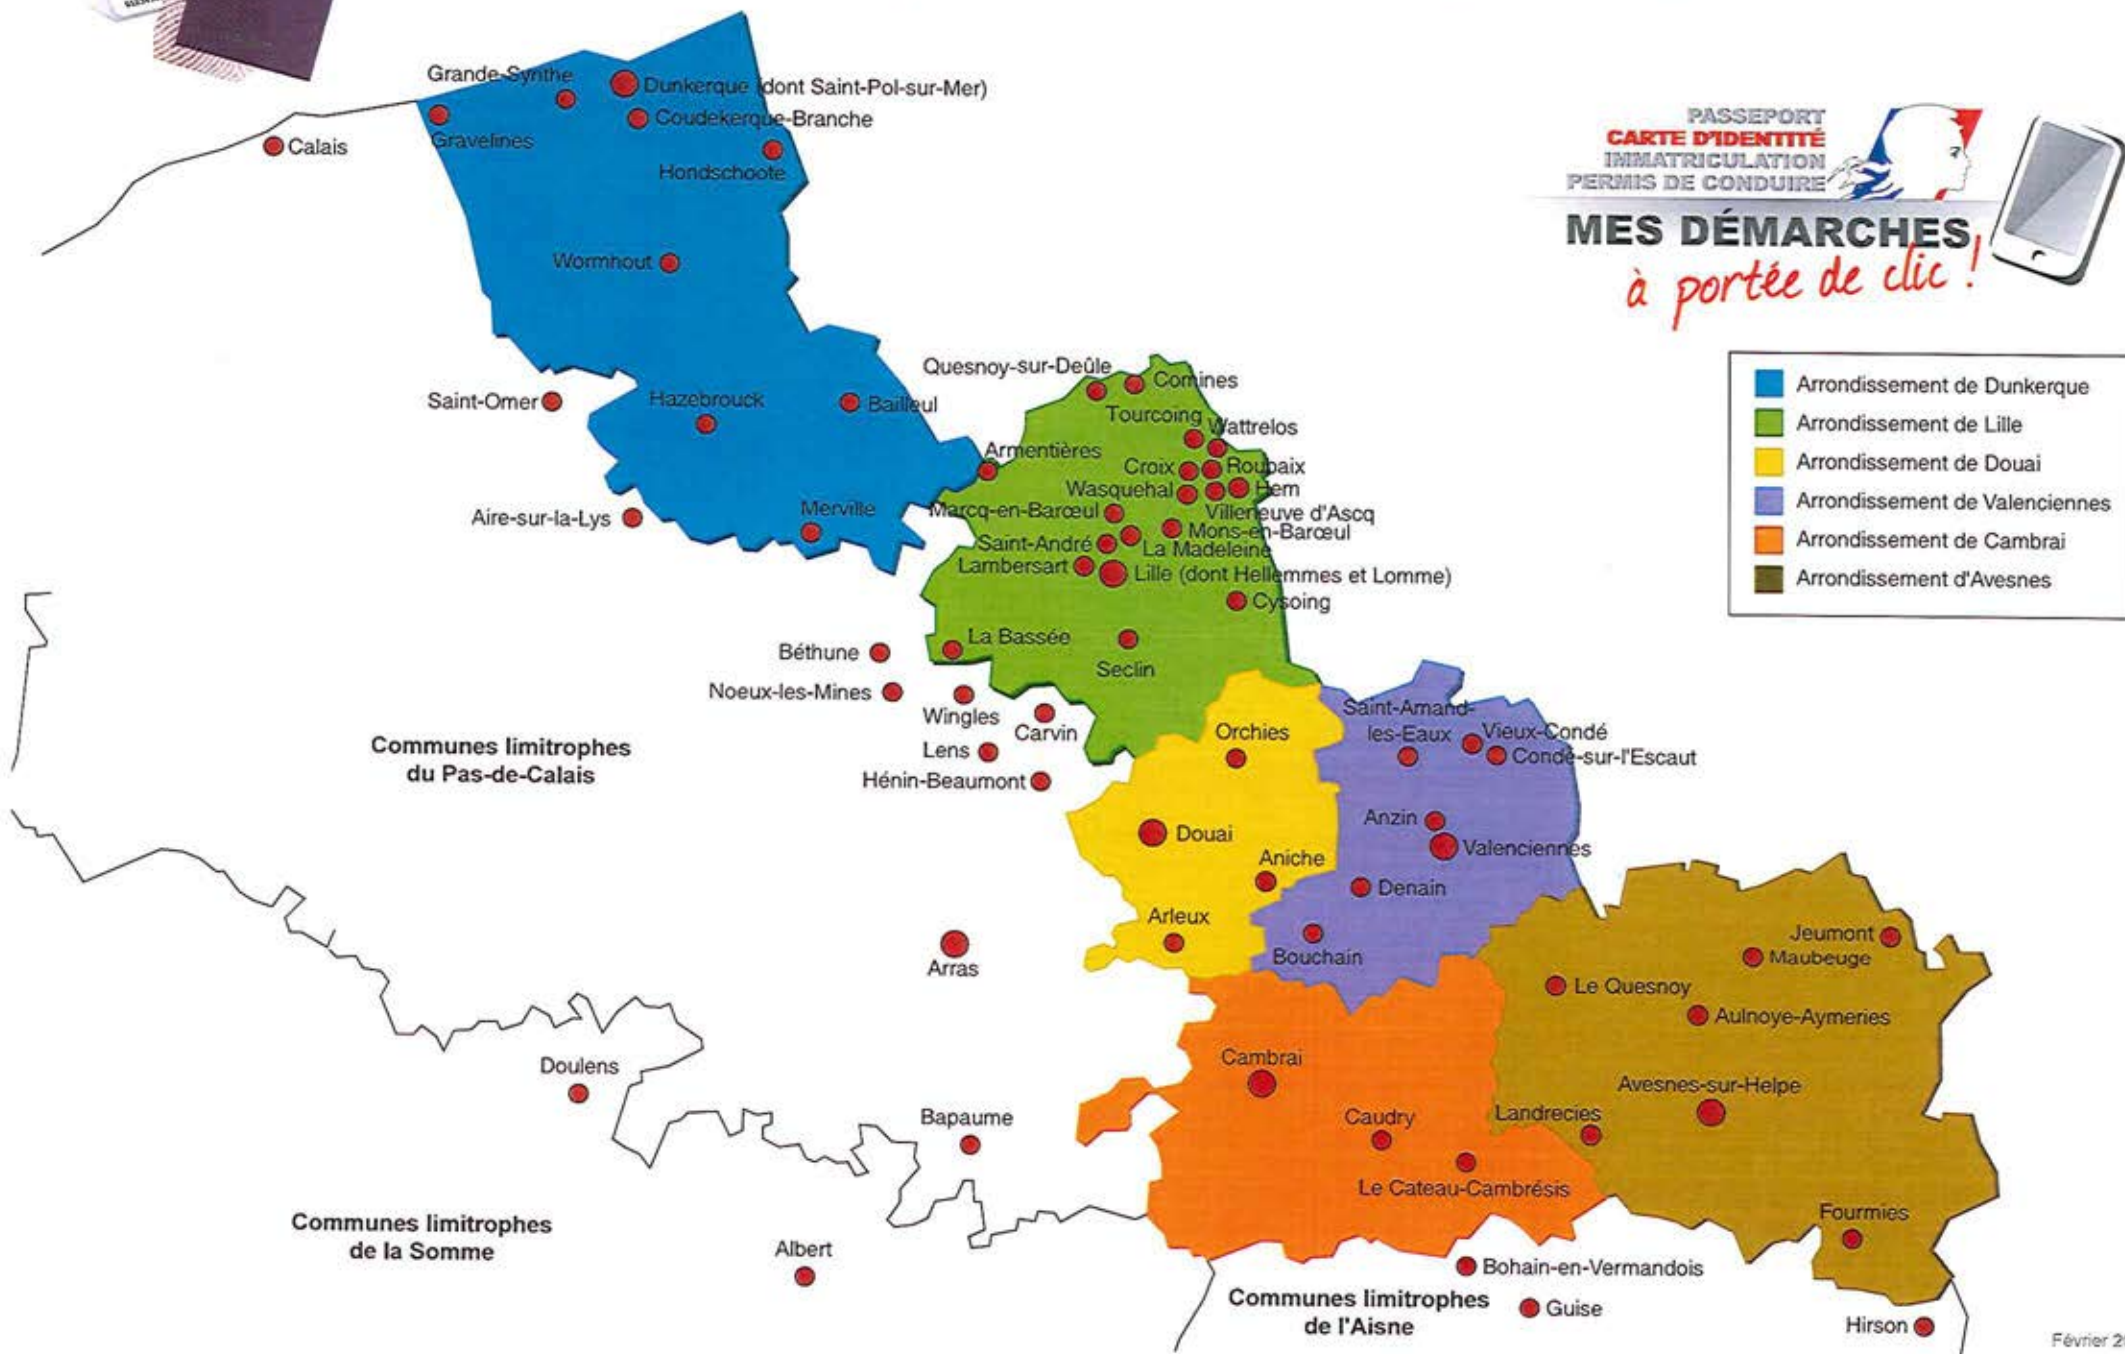 Grande-Synthe
Dunkerque (dont Saint-Pol-sur-Mer)
Gravelines
Coudekerque-Branche
Calais
Hondschoote
Wormhout
PASSEPORT
CARTE D'IDENTITÉ
IMMATRICULATION
PERMIS DE CONDUIRE
MES DÉMARCHES
à portée de clic !
Arrondissement de Dunkerque
Arrondissement de Lille
Arrondissement de Douai
Arrondissement de Valenciennes
Arrondissement de Cambrai
Arrondissement d'Avesnes
Saint-Omer
Hazebrouck
Bailleul
Aire-sur-la-Lys
Merville
Quesnoy-sur-Deûle
Comines
Tourcoing
Wattrelos
Armentières
Croix
Roubaix
Wasquehal
Hem
Marcq-en-Barœul
Villeneuve d'Ascq
Mons-en-Barœul
Saint-André
La Madeleine
Lambersart
Lille (dont Hellemmes et Lomme)
Cysoing
La Bassée
Seclin
Béthune
Noeux-les-Mines
Wingles
Carvin
Lens
Hénin-Beaumont
Communes limitrophes
du Pas-de-Calais
Orchies
Douai
Aniche
Arleux
Saint-Amand-
les-Eaux
Vieux-Condé
Condé-sur-l'Escaut
Anzin
Valenciennes
Denain
Bouchain
Arras
Jeumont
Maubeuge
Le Quesnoy
Aulnoye-Aymeries
Avesnes-sur-Helpe
Landrecies
Fourmies
Cambrai
Caudry
Le Cateau-Cambrésis
Doulens
Bapaume
Communes limitrophes
de la Somme
Albert
Bohain-en-Vermandois
Communes limitrophes
de l'Aisne
Guise
Hirson
Février